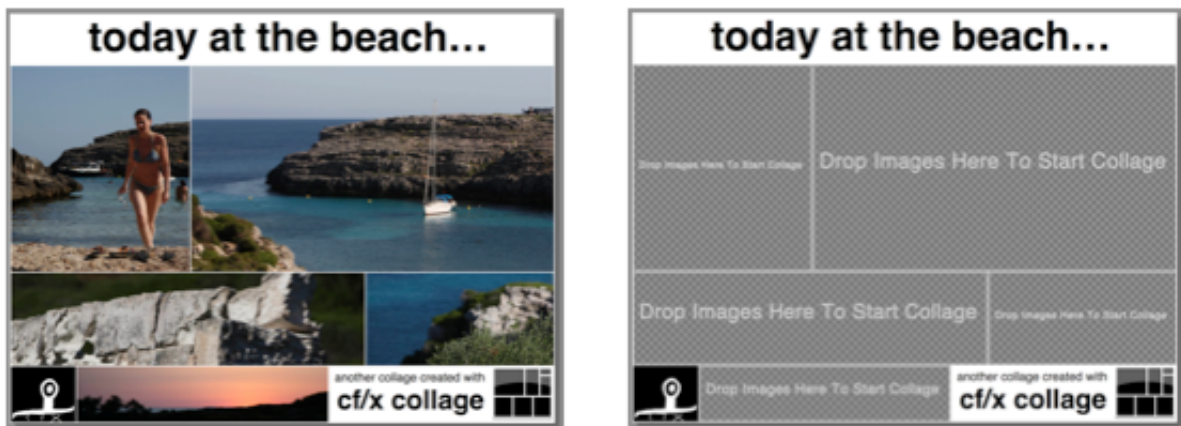 today at the beach...
another collage created with
cf/x collage
today at the beach...
Drop Images Here To Start Collage
Drop Images Here To Start Collage
Drop Images Here To Start Collage
Drop Images Here To Start Collage
Drop Images Here To Start Collage
another collage created with
cf/x collage